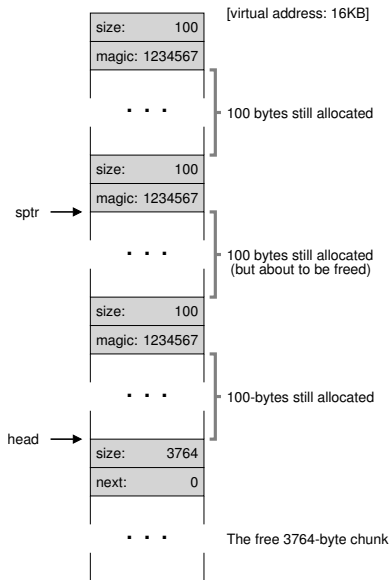 [virtual address: 16KB]
size: 100
magic: 1234567
. . .
100 bytes still allocated
size: 100
magic: 1234567
sptr
. . .
100 bytes still allocated
(but about to be freed)
size: 100
magic: 1234567
. . .
100-bytes still allocated
head
size: 3764
next: 0
. . .
The free 3764-byte chunk